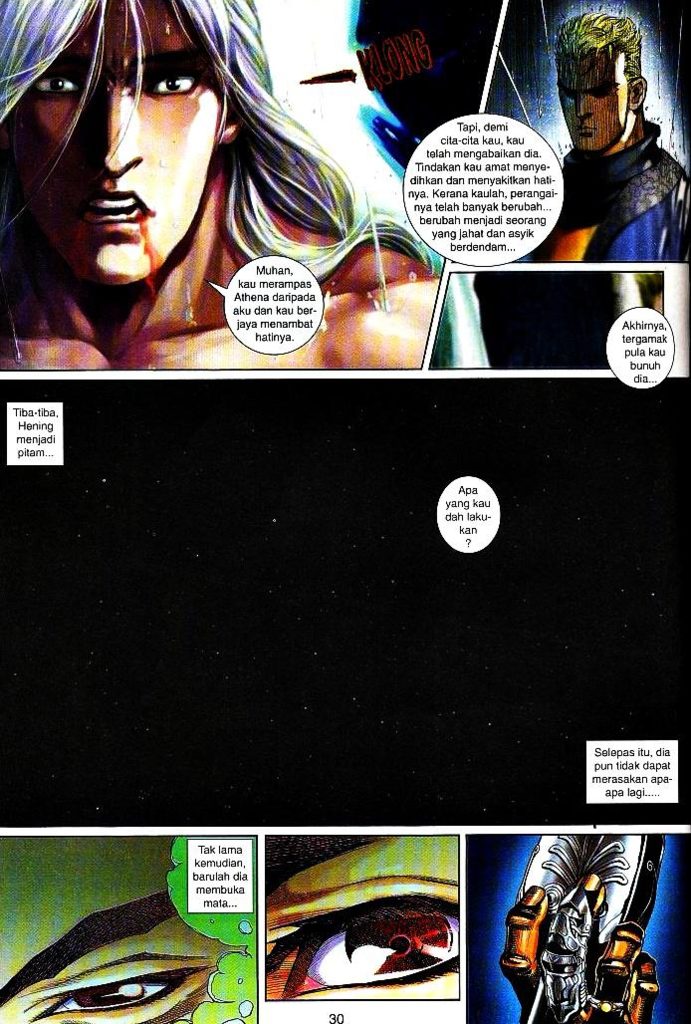 KLONG
Tapi, demi
cita-cita kau, kau
telah mengabaikan dia.
Tindakan kau amat menye-
dihkan dan menyakitkan hati-
nya. Kerana kaulah, perangai-
nya telah banyak berubah...
berubah menjadi seorang
yang jahat dan asyik
berdendam...
Muhan,
kau merampas
Athena daripada
aku dan kau ber-
jaya menambat
hatinya.
Akhirnya,
tergamak
pula kau
bunuh
dia...
Tiba-tiba,
Hening
menjadi
pitam...
Apa
yang kau
dah laku-
kan
?
Selepas itu, dia
pun tidak dapat
merasakan apa-
apa lagi.....
Tak lama
kemudian,
barulah dia
membuka
mata...
30